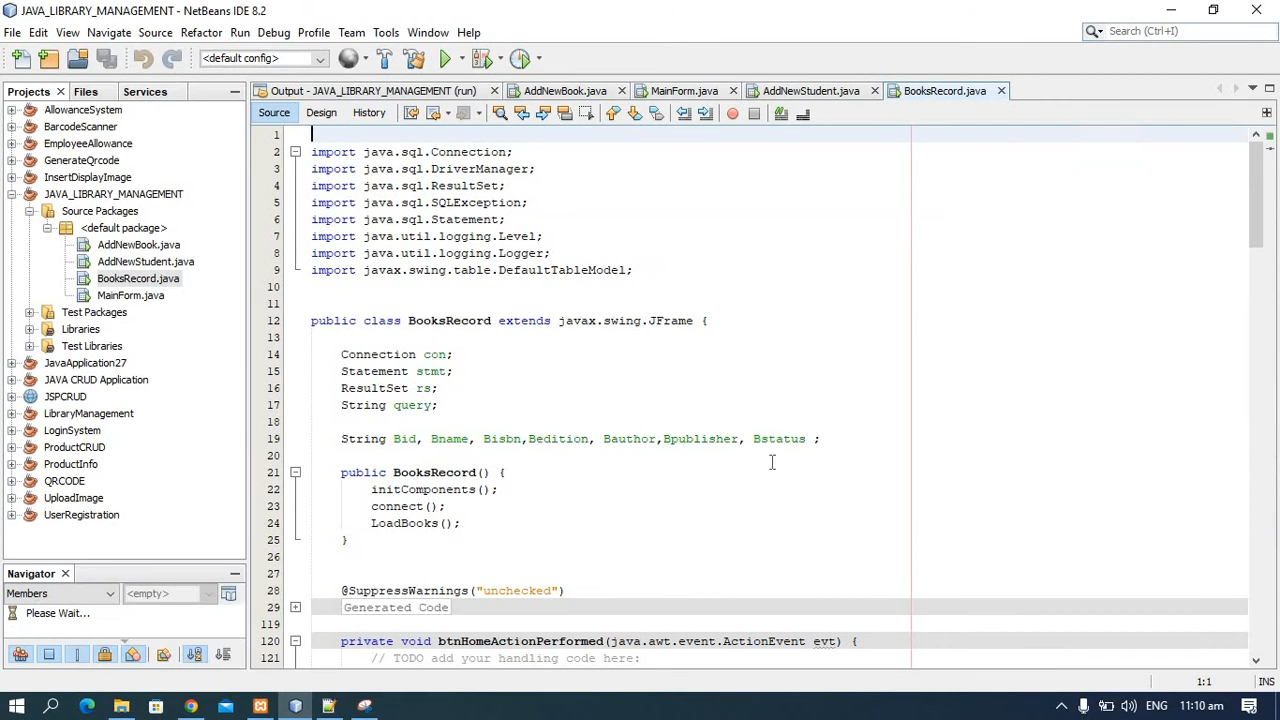 JAVA_LIBRARY_MANAGEMENT - NetBeans IDE 8.2
File Edit View Navigate Source Refactor Run Debug Profile Team Tools Window Help
Search (Ctrl+I)
<default config>
Projects Files Services
Output - JAVA_LIBRARY_MANAGEMENT (run) AddNewBook.java MainForm.java AddNewStudent.java BooksRecord.java
Source Design History
AllowanceSystem
BarcodeScanner
EmployeeAllowance
GenerateQrcode
InsertDisplayImage
JAVA_LIBRARY_MANAGEMENT
Source Packages
<default package>
AddNewBook.java
AddNewStudent.java
BooksRecord.java
MainForm.java
Test Packages
Libraries
Test Libraries
JavaApplication27
JAVA CRUD Application
JSPCRUD
LibraryManagement
LoginSystem
ProductCRUD
ProductInfo
QRCODE
UploadImage
UserRegistration
Navigator
Members <empty>
Please Wait...
1
2 import java.sql.Connection;
3 import java.sql.DriverManager;
4 import java.sql.ResultSet;
5 import java.sql.SQLException;
6 import java.sql.Statement;
7 import java.util.logging.Level;
8 import java.util.logging.Logger;
9 import javax.swing.table.DefaultTableModel;
10
11
12 public class BooksRecord extends javax.swing.JFrame {
13
14 Connection con;
15 Statement stmt;
16 ResultSet rs;
17 String query;
18
19 String Bid, Bname, Bisbn,Bedition, Bauthor,Bpublisher, Bstatus ;
20
21 public BooksRecord() {
22 initComponents();
23 connect();
24 LoadBooks();
25 }
26
27
28 @SuppressWarnings("unchecked")
29 Generated Code
119
120 private void btnHomeActionPerformed(java.awt.event.ActionEvent evt) {
121 // TODO add your handling code here:
1:1 INS
ENG 11:10 am